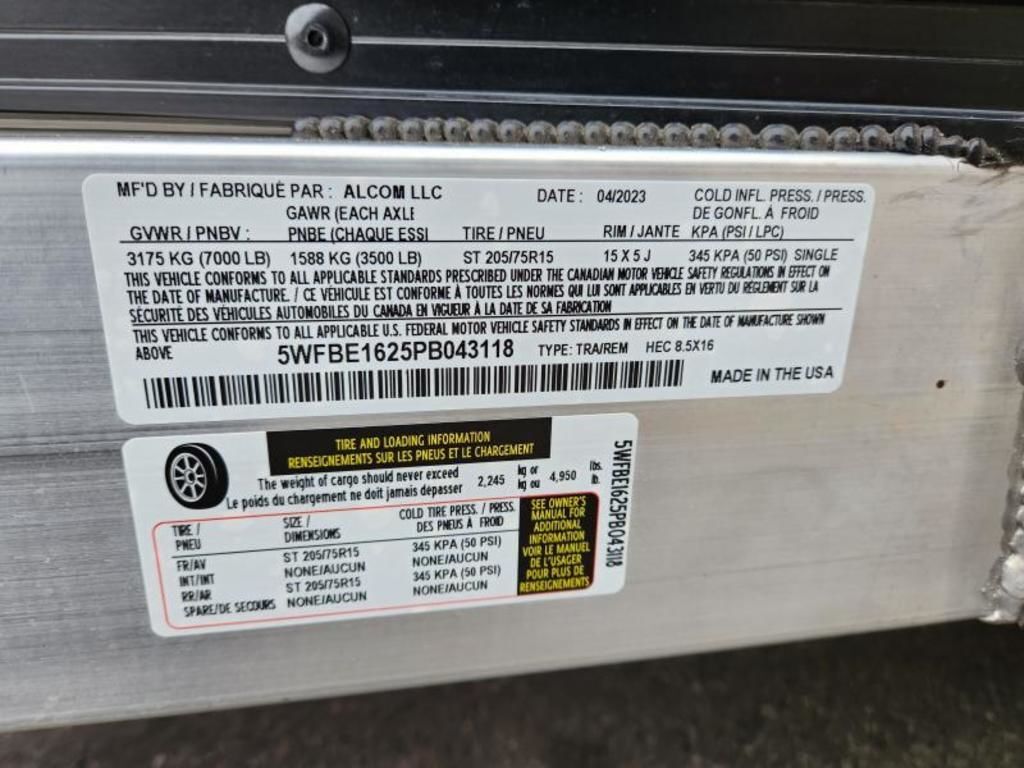 MF'D BY / FABRIQUÉ PAR : ALCOM LLC DATE : 04/2023 COLD INFL. PRESS. / PRESS.
GAWR (EACH AXLE DE GONFL. À FROID
GVWR / PNBV : PNBE (CHAQUE ESSI TIRE / PNEU RIM / JANTE KPA (PSI / LPC)
3175 KG (7000 LB) 1588 KG (3500 LB) ST 205/75R15 15 X 5 J 345 KPA (50 PSI) SINGLE
THIS VEHICLE CONFORMS TO ALL APPLICABLE STANDARDS PRESCRIBED UNDER THE CANADIAN MOTOR VEHICLE SAFETY REGULATIONS IN EFFECT ON
THE DATE OF MANUFACTURE. / CE VÉHICULE EST CONFORME À TOUTES LES NORMES QUI LUI SONT APPLICABLES EN VERTU DU RÉGLEMENT SUR LA
SÉCURITÉ DES VÉHICULES AUTOMOBILES DU CANADA EN VIGUEUR À LA DATE DE SA FABRICATION
THIS VEHICLE CONFORMS TO ALL APPLICABLE U.S. FEDERAL MOTOR VEHICLE SAFETY STANDARDS IN EFFECT ON THE DATE OF MANUFACTURE SHOWN
ABOVE 5WFBE1625PB043118 TYPE: TRA/REM HEC 8.5X16
MADE IN THE USA
TIRE AND LOADING INFORMATION
RENSEIGNEMENTS SUR LES PNEUS ET LE CHARGEMENT
The weight of cargo should never exceed 2,245 kg or 4,950 lbs.
Le poids du chargement ne doit jamais depasser kg ou lb.
TIRE / SIZE / COLD TIRE PRESS. / PRESS.
PNEU DIMENSIONS DES PNEUS À FROID
FR/AV ST 205/75R15 345 KPA (50 PSI)
INT/INT NONE/AUCUN NONE/AUCUN
RR/AR ST 205/75R15 345 KPA (50 PSI)
SPARE/DE SECOURS NONE/AUCUN NONE/AUCUN
SEE OWNER'S
MANUAL FOR
ADDITIONAL
INFORMATION
VOIR LE MANUEL
DE L'USAGER
POUR PLUS DE
RENSEIGNEMENTS
5WFBE1625PB043118